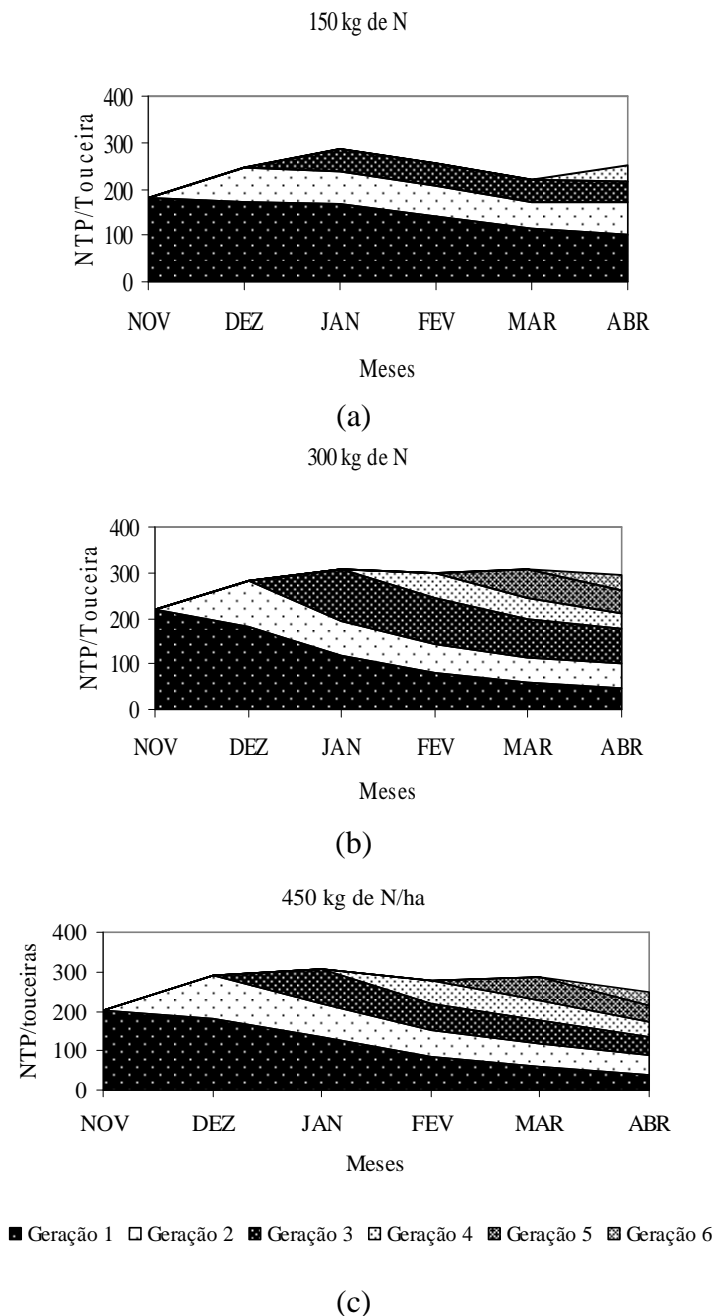 150 kg de N
400
300
200
100
0
NTP/Touceira
NOV DEZ JAN FEV MAR ABR
Meses
(a)
300 kg de N
400
300
200
100
0
NTP/Touceira
NOV DEZ JAN FEV MAR ABR
Meses
(b)
450 kg de N/ha
400
300
200
100
0
NTP/touceiras
NOV DEZ JAN FEV MAR ABR
Meses
Geração 1 Geração 2 Geração 3 Geração 4 Geração 5 Geração 6
(c)